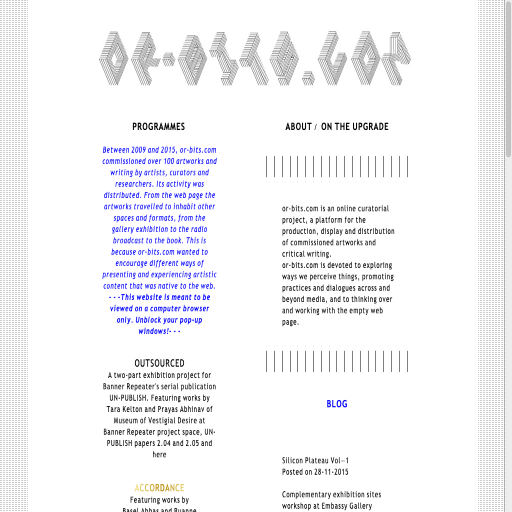 OR-BITS.COM
PROGRAMMES
Between 2009 and 2015, or-bits.com
commissioned over 100 artworks and
writing by artists, curators and
researchers. Its activity was
distributed. From the web page the
artworks travelled to inhabit other
spaces and formats, from the
gallery exhibition to the radio
broadcast to the book. This is
because or-bits.com wanted to
encourage different ways of
presenting and experiencing artistic
content that was native to the web.
- - -This website is meant to be
viewed on a computer browser
only. Unblock your pop-up
windows!- - -
OUTSOURCED
A two-part exhibition project for
Banner Repeater's serial publication
UN-PUBLISH. Featuring works by
Tara Kelton and Prayas Abhinav of
Museum of Vestigial Desire at
Banner Repeater project space, UN-
PUBLISH papers 2.04 and 2.05 and
here
ACCORDANCE
Featuring works by
Basel Abbas and Ruanne
ABOUT / ON THE UPGRADE
or-bits.com is an online curatorial
project, a platform for the
production, display and distribution
of commissioned artworks and
critical writing.
or-bits.com is devoted to exploring
ways we perceive things, promoting
practices and dialogues across and
beyond media, and to thinking over
and working with the empty web
page.
BLOG
Silicon Plateau Vol-1
Posted on 28-11-2015
Complementary exhibition sites
workshop at Embassy Gallery